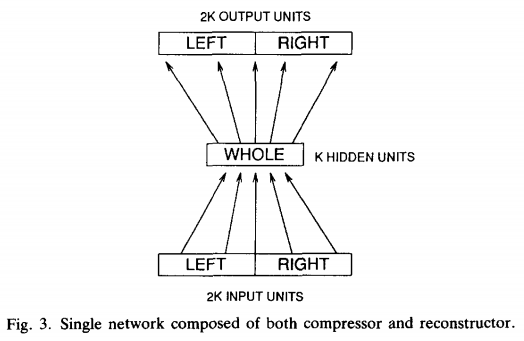 2K OUTPUT UNITS
LEFT RIGHT
WHOLE K HIDDEN UNITS
LEFT RIGHT
2K INPUT UNITS
Fig. 3. Single network composed of both compressor and reconstructor.